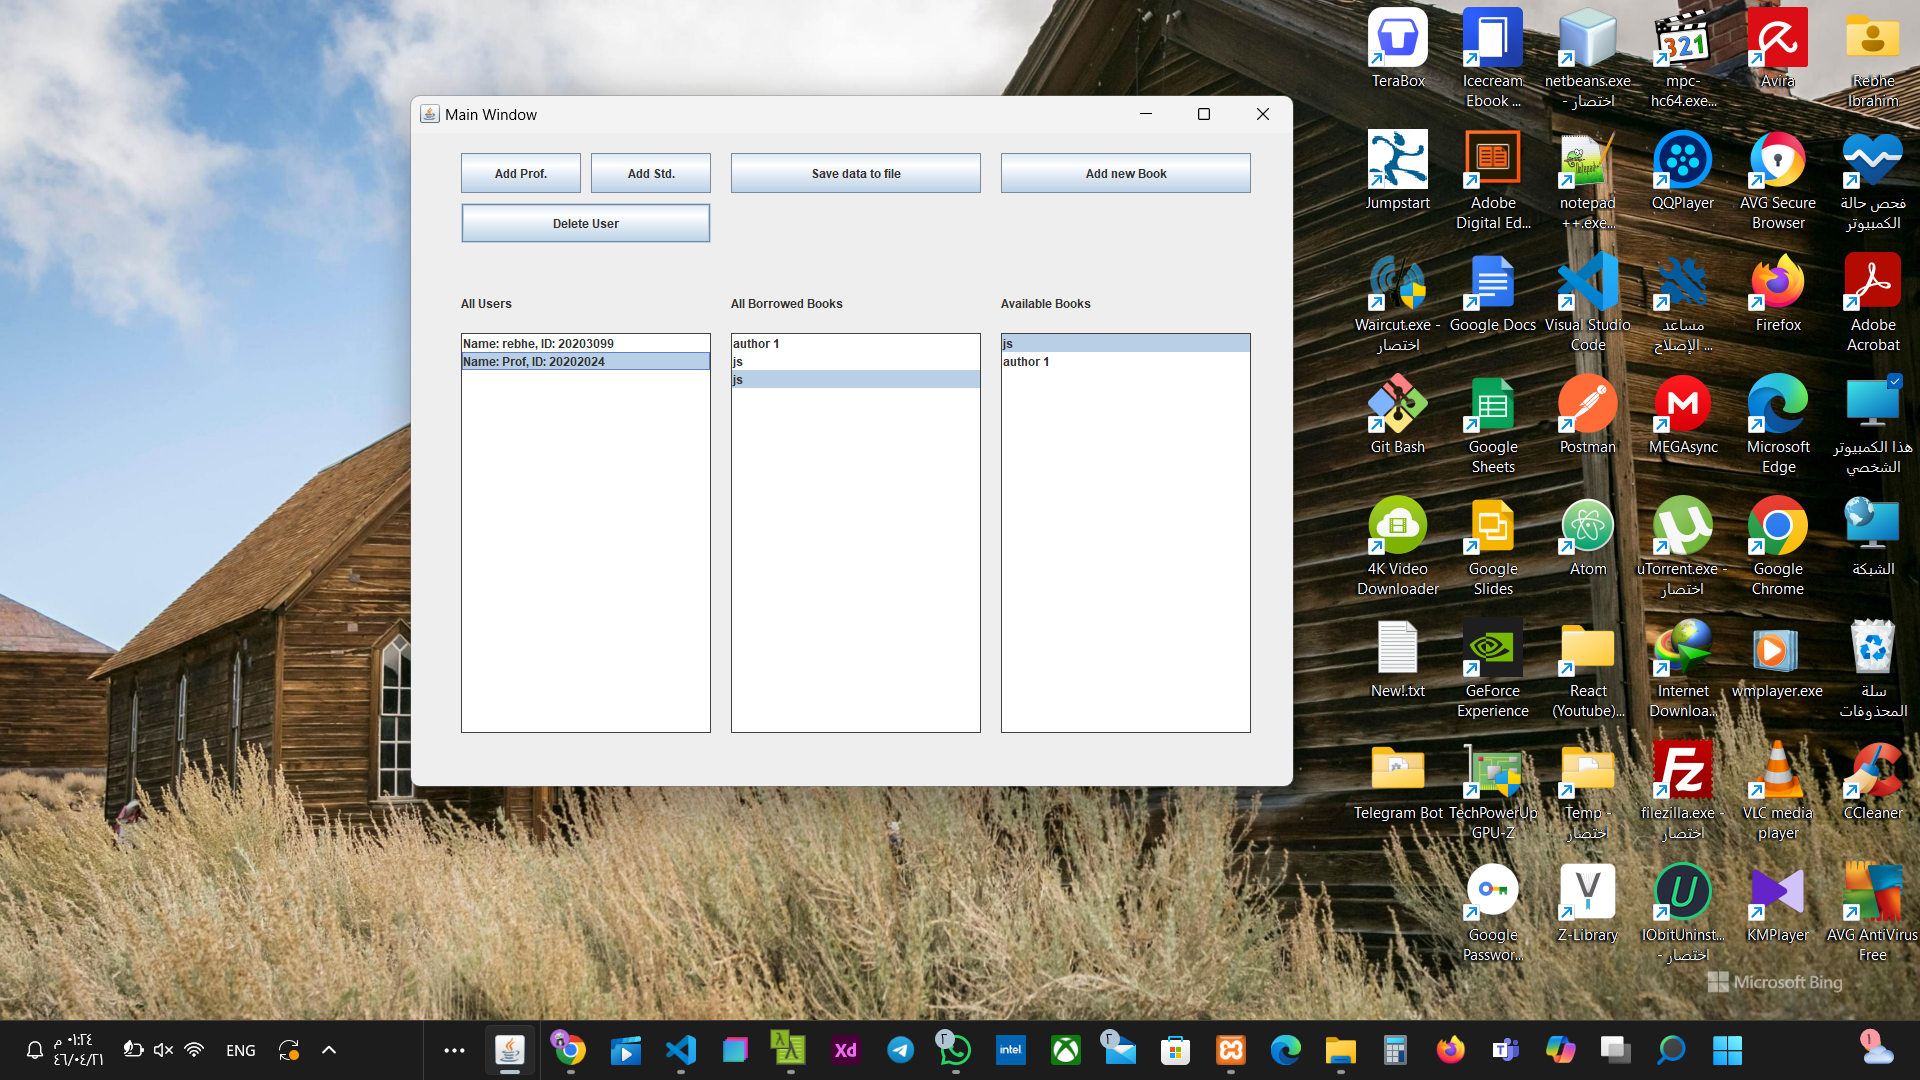 Main Window
Add Prof.
Add Std.
Save data to file
Add new Book
Delete User
All Users
All Borrowed Books
Available Books
Name: rebhe, ID: 20203099
Name: Prof, ID: 20202024
author 1
js
js
js
author 1
TeraBox
Icecream
Ebook ...
netbeans.exe
- اختصار
mpc-
hc64.exe...
Avira
Rebhe
Ibrahim
Jumpstart
Adobe
Digital Ed...
notepad
++.exe...
QQPlayer
AVG Secure
Browser
فحص حالة
الكمبيوتر
Waircut.exe -
اختصار
Google Docs
Visual Studio
Code
مساعد
الإصلاح ...
Firefox
Adobe
Acrobat
Git Bash
Google
Sheets
Postman
MEGAsync
Microsoft
Edge
هذا الكمبيوتر
الشخصي
4K Video
Downloader
Google
Slides
Atom
uTorrent.exe -
اختصار
Google
Chrome
الشبكة
New!.txt
GeForce
Experience
React
(Youtube)...
Internet
Downloa...
wmplayer.exe
سلة
المحذوفات
Telegram Bot
TechPowerUp
GPU-Z
Temp -
اختصار
filezilla.exe -
اختصار
VLC media
player
CCleaner
Google
Passwor...
Z-Library
IObitUninst...
- اختصار
KMPlayer
AVG AntiVirus
Free
Microsoft Bing
٠١:٢٤ م
٤٦/٠٤/٢١
ENG
Xd
٢
intel
٢
1